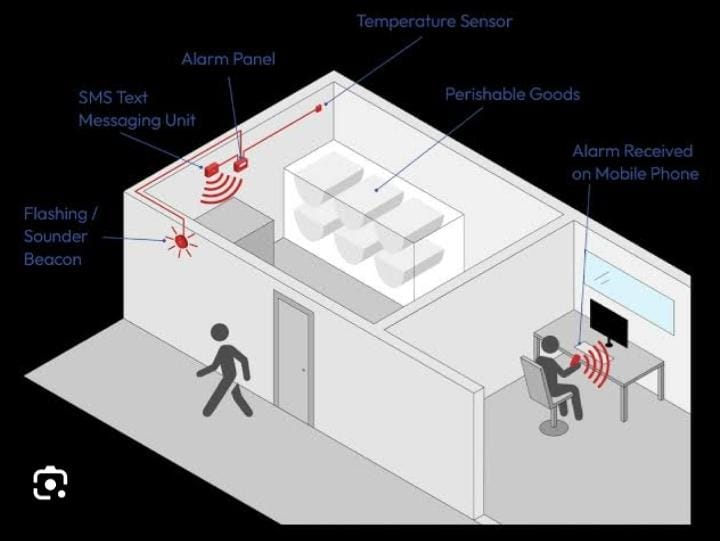 Temperature Sensor
Alarm Panel
SMS Text
Messaging Unit
Perishable Goods
Alarm Received
on Mobile Phone
Flashing /
Sounder
Beacon